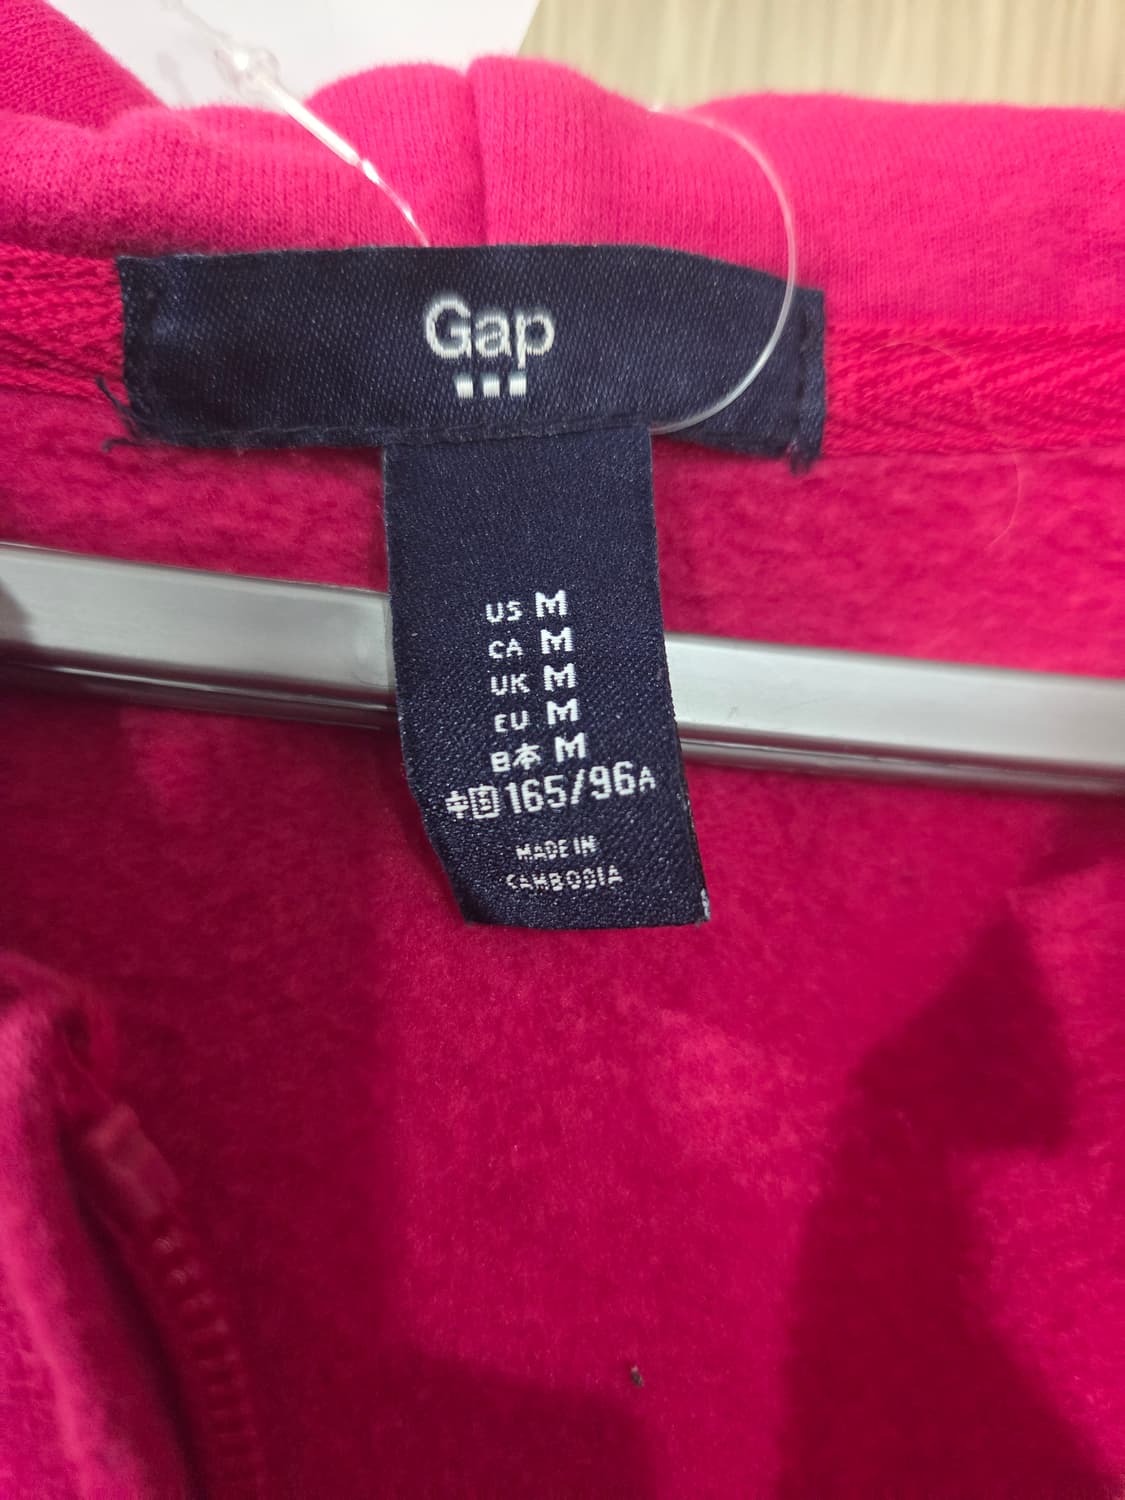 Gap
US M
CA M
UK M
EU M
日本 M
中国 165/96A
MADE IN
CAMBODIA